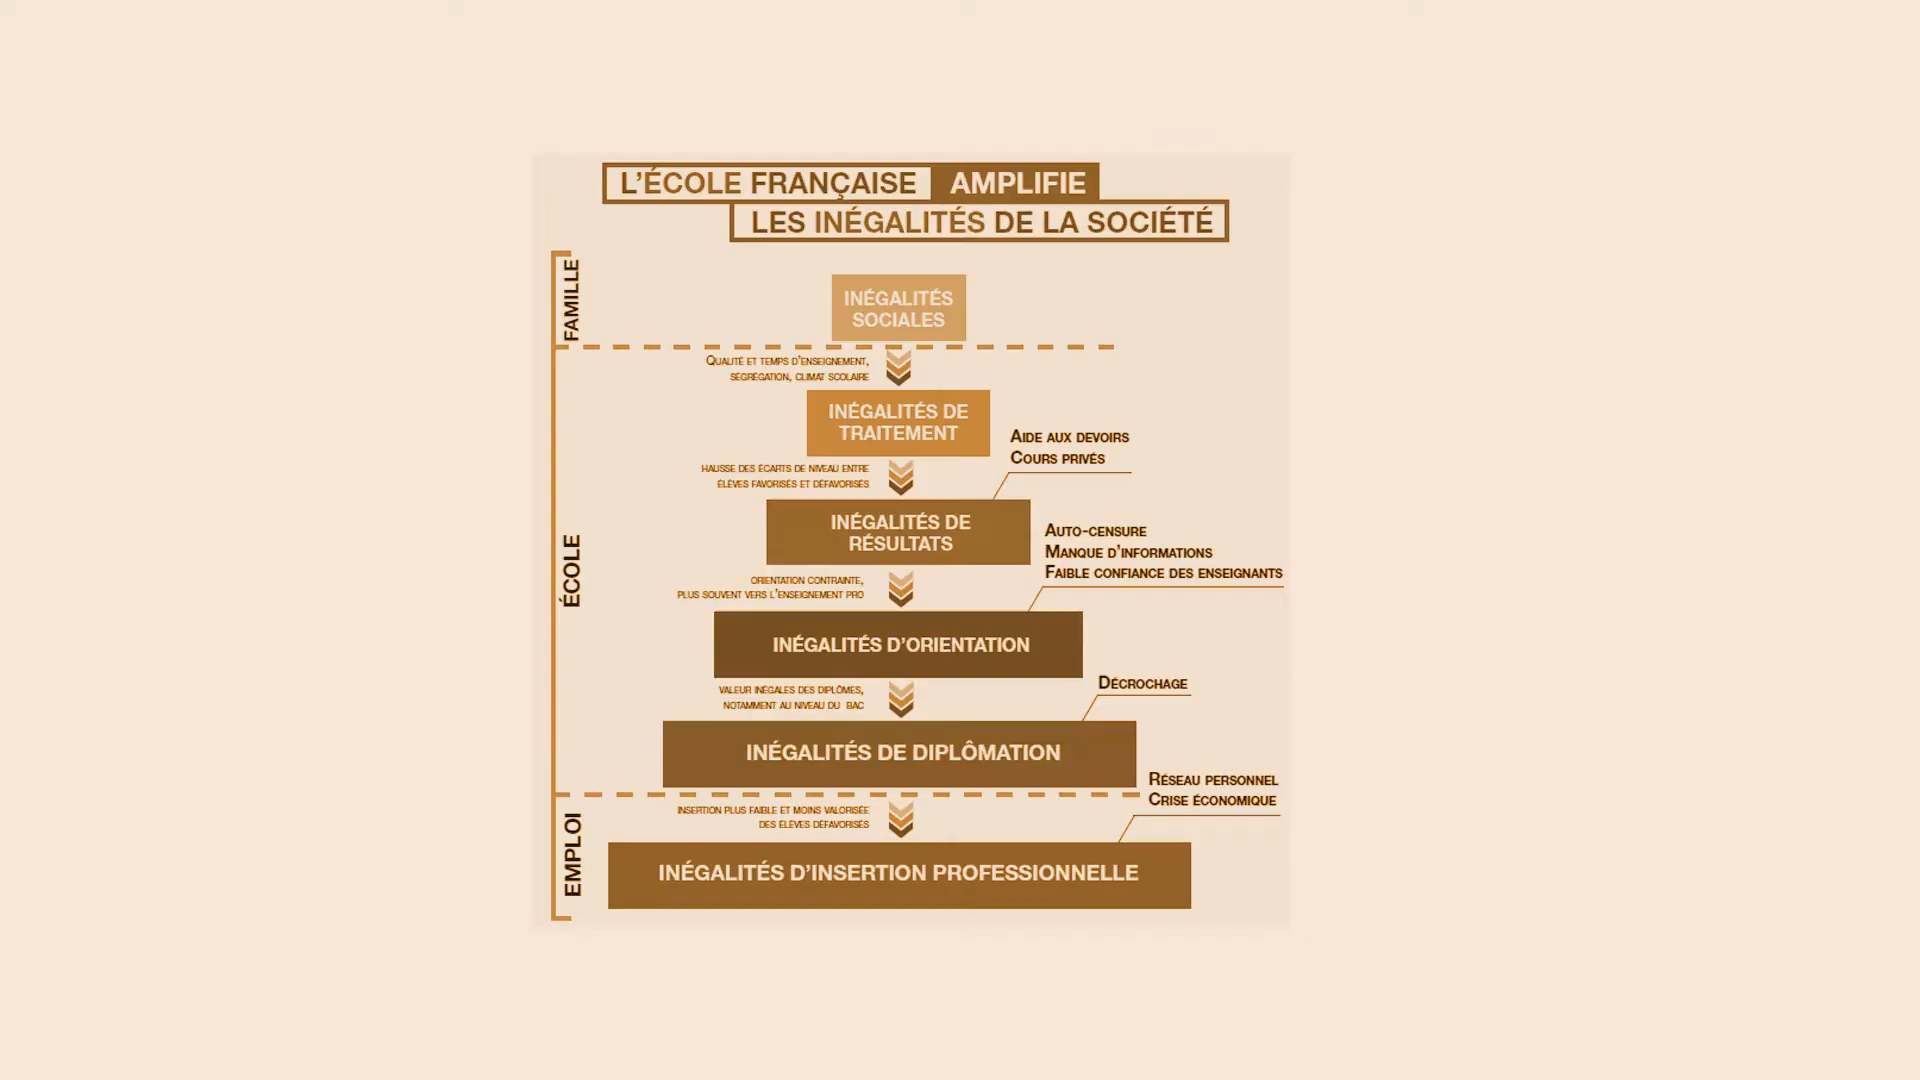 L'ÉCOLE FRANÇAISE AMPLIFIE
LES INÉGALITÉS DE LA SOCIÉTÉ
FAMILLE
INÉGALITÉS
SOCIALES
QUALITÉ ET TEMPS D'ENSEIGNEMENT,
SÉGRÉGATION, CLIMAT SCOLAIRE
INÉGALITÉS DE
TRAITEMENT
AIDE AUX DEVOIRS
COURS PRIVÉS
HAUSSE DES ÉCARTS DE NIVEAU ENTRE
ÉLÈVES FAVORISÉS ET DÉFAVORISÉS
INÉGALITÉS DE
RÉSULTATS
AUTO-CENSURE
MANQUE D'INFORMATIONS
FAIBLE CONFIANCE DES ENSEIGNANTS
ÉCOLE
ORIENTATION CONTRAINTE,
PLUS SOUVENT VERS L'ENSEIGNEMENT PRO
INÉGALITÉS D'ORIENTATION
DÉCROCHAGE
VALEUR INÉGALES DES DIPLÔMES,
NOTAMMENT AU NIVEAU DU BAC
INÉGALITÉS DE DIPLÔMATION
RÉSEAU PERSONNEL
CRISE ÉCONOMIQUE
EMPLOI
INSERTION PLUS FAIBLE ET MOINS VALORISÉE
DES ÉLÈVES DÉFAVORISÉS
INÉGALITÉS D'INSERTION PROFESSIONNELLE